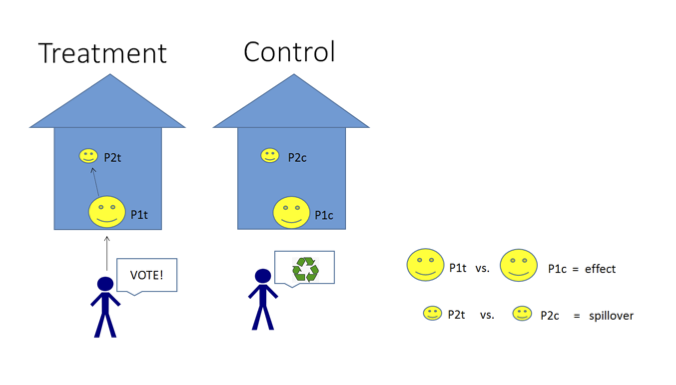 Treatment
Control
P2t
P2c
P1t
P1c
VOTE!
P1t vs. P1c = effect
P2t vs. P2c = spillover